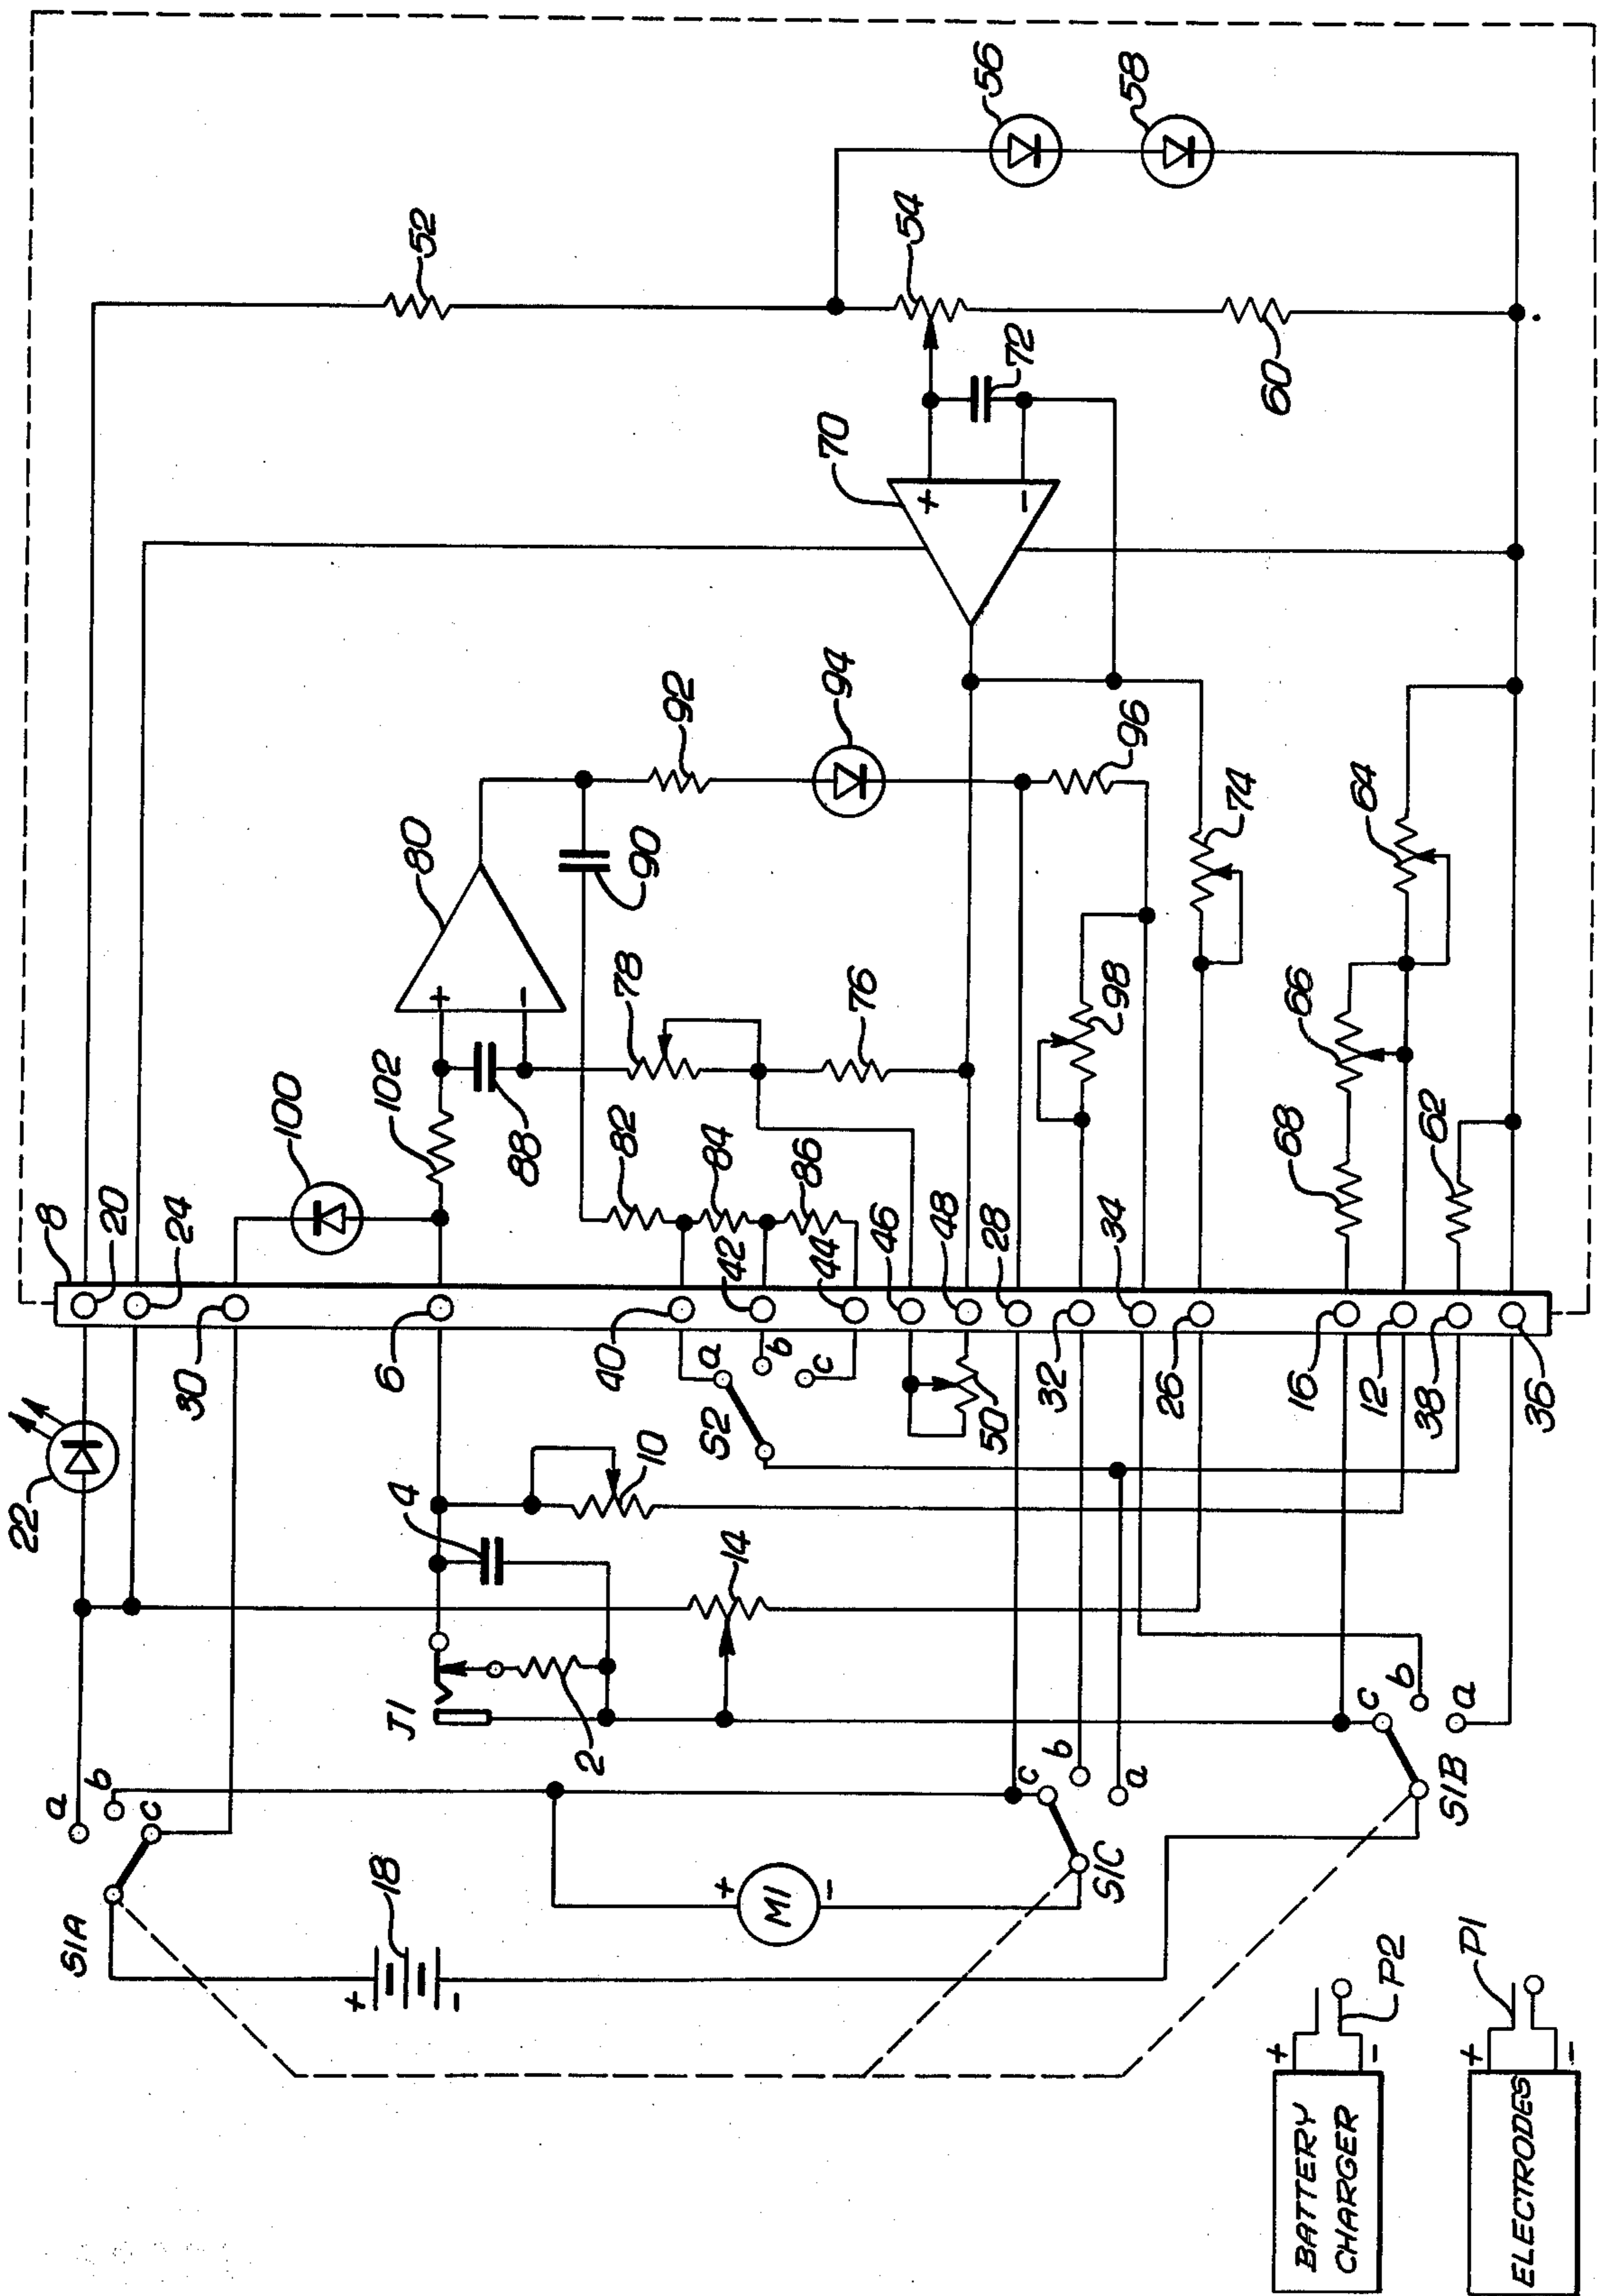 56
58
52
54
72
60
70
+
-
94
92
96
74
64
80
90
78
76
98
66
+
-
100
102
88
82
84
86
68
62
8
20
24
30
6
40
42
44
46
48
28
32
34
26
16
12
38
36
22
4
10
S2
a
b
c
50
14
J1
2
a
b
c
c
b
a
c
b
a
S1A
18
+
-
+
M1
-
S1C
S1B
+
P2
-
BATTERY
CHARGER
+
P1
-
ELECTRODES